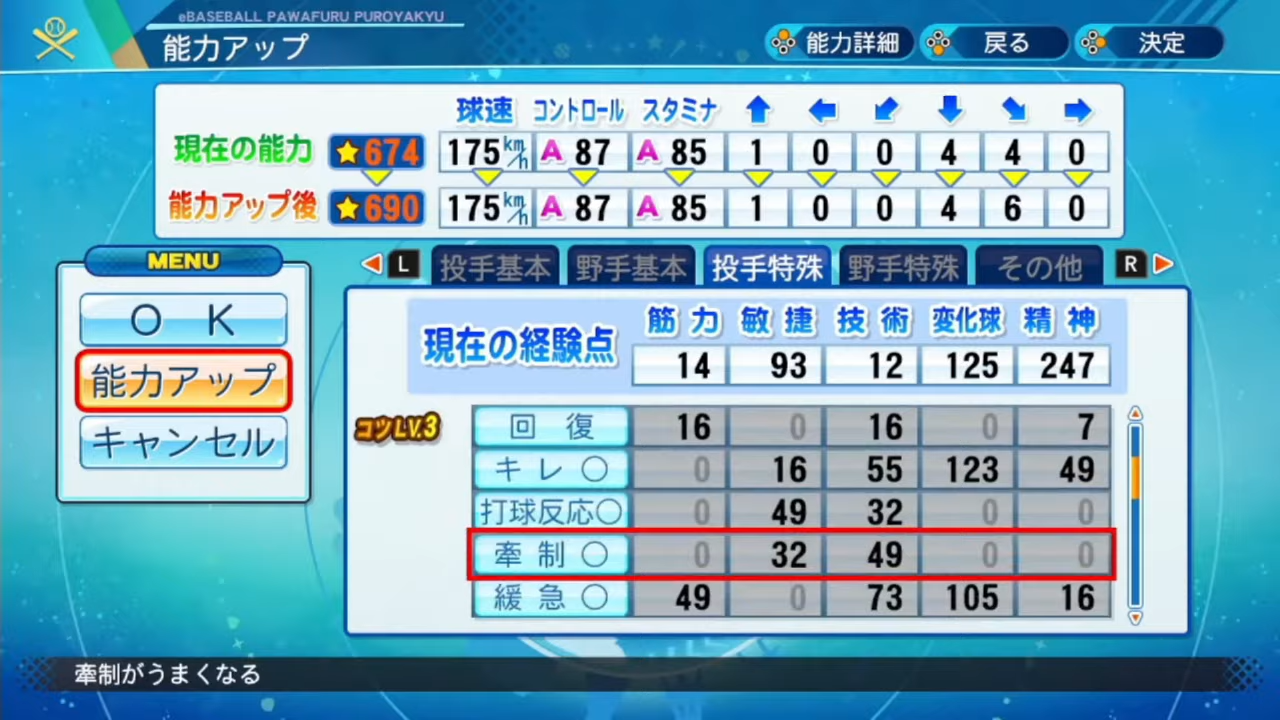 eBASEBALL PAWAFURU PUROYAKYU
能力アップ
能力詳細 戻る 決定
球速 コントロール スタミナ
現在の能力 ★674 175km/h A 87 A 85 1 0 0 4 4 0
能力アップ後 ★690 175km/h A 87 A 85 1 0 0 4 6 0
MENU
OK
能力アップ
キャンセル
L 投手基本 野手基本 投手特殊 野手特殊 その他 R
筋力 敏捷 技術 変化球 精神
現在の経験点 14 93 12 125 247
コツLV.3 回復 16 0 16 0 7
キレ○ 0 16 55 123 49
打球反応○ 0 49 32 0 0
牽制○ 0 32 49 0 0
緩急○ 49 0 73 105 16
牽制がうまくなる